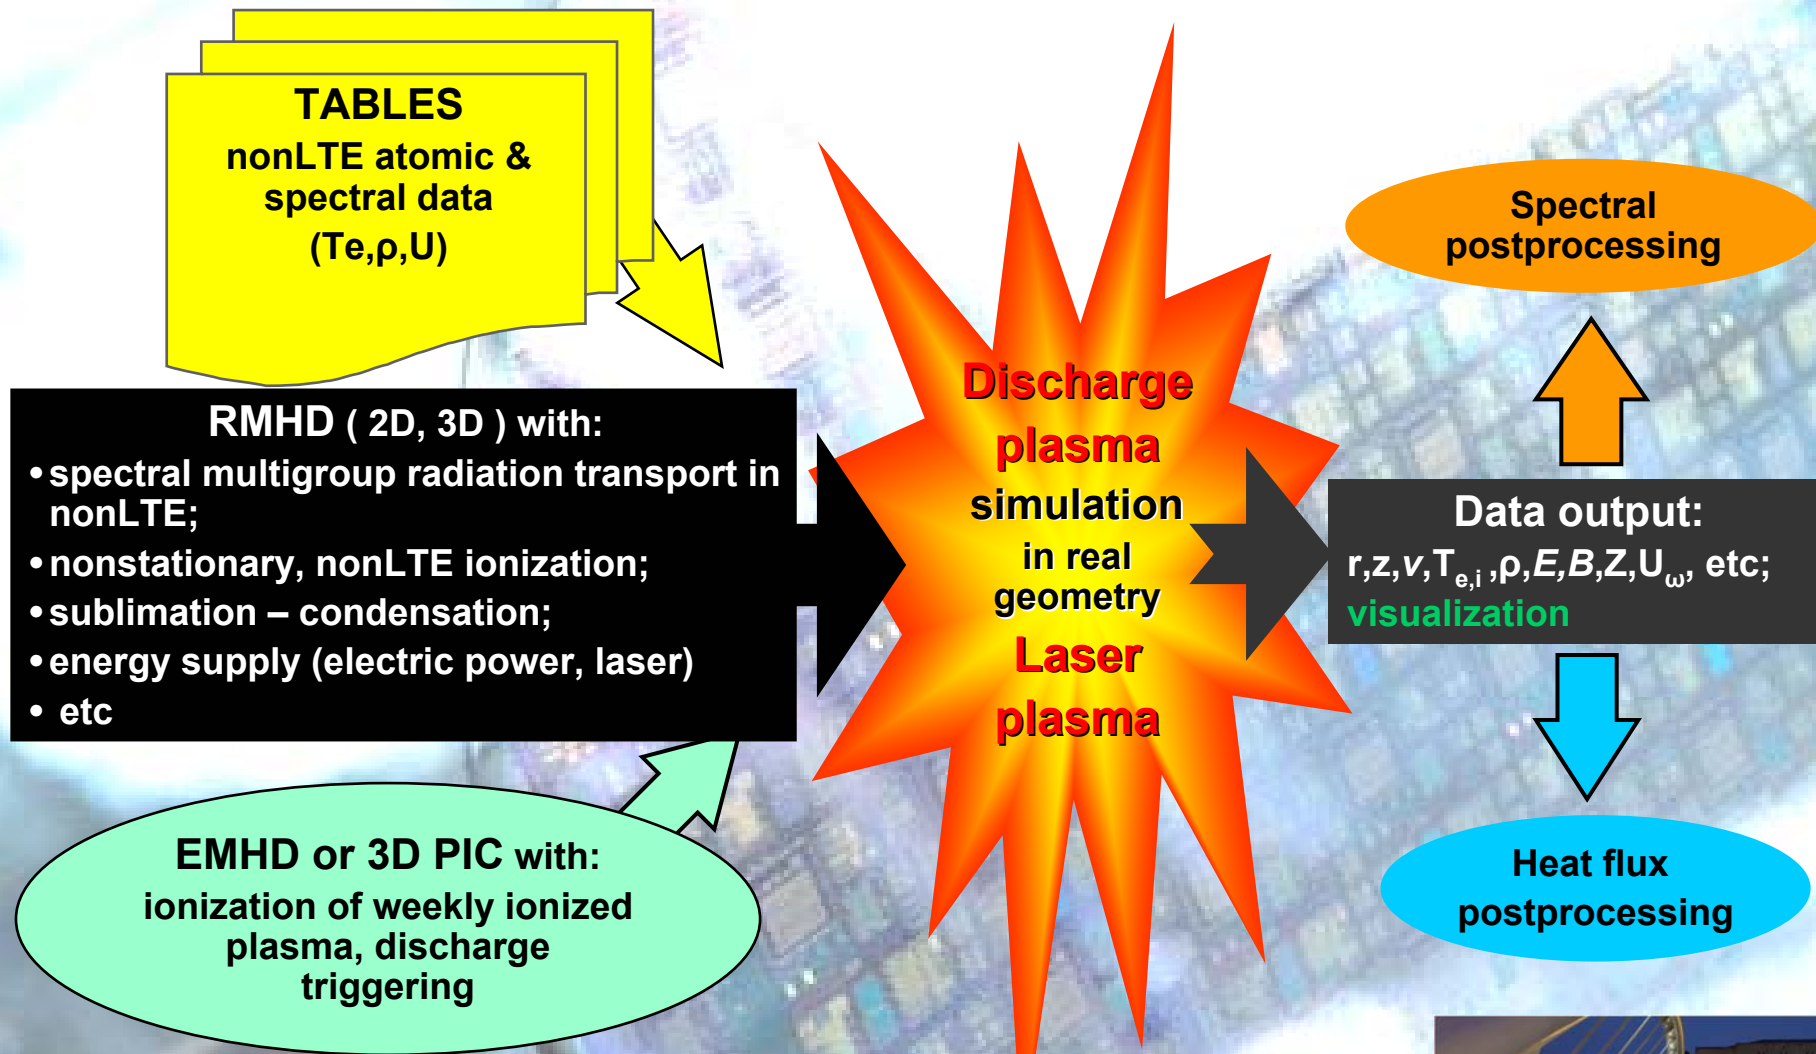 TABLES
nonLTE atomic &
spectral data
(Te,ρ,U)
RMHD ( 2D, 3D ) with:
• spectral multigroup radiation transport in
nonLTE;
• nonstationary, nonLTE ionization;
• sublimation – condensation;
• energy supply (electric power, laser)
• etc
EMHD or 3D PIC with:
ionization of weekly ionized
plasma, discharge
triggering
Discharge
plasma
simulation
in real
geometry
Laser
plasma
Spectral
postprocessing
Data output:
r,z,v,Te,i ,ρ,E,B,Z,Uω, etc;
visualization
Heat flux
postprocessing